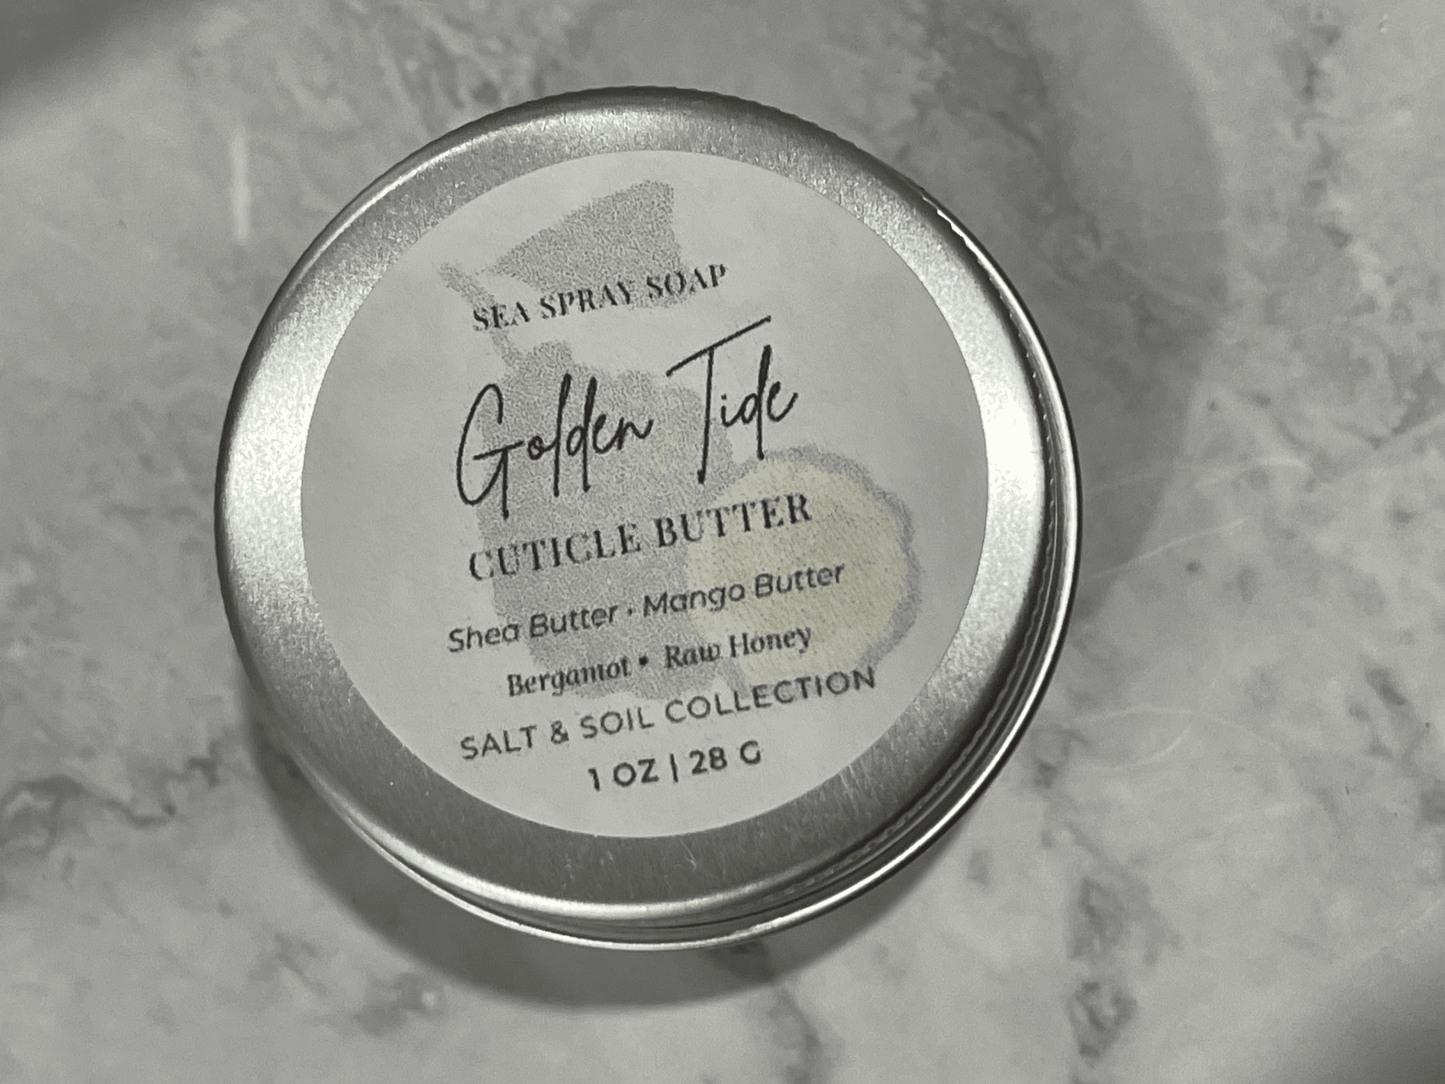 SEA SPRAY SOAP
Golden Tide
CUTICLE BUTTER
Shea Butter · Mango Butter
Bergamot • Raw Honey
SALT & SOIL COLLECTION
1 OZ | 28 G